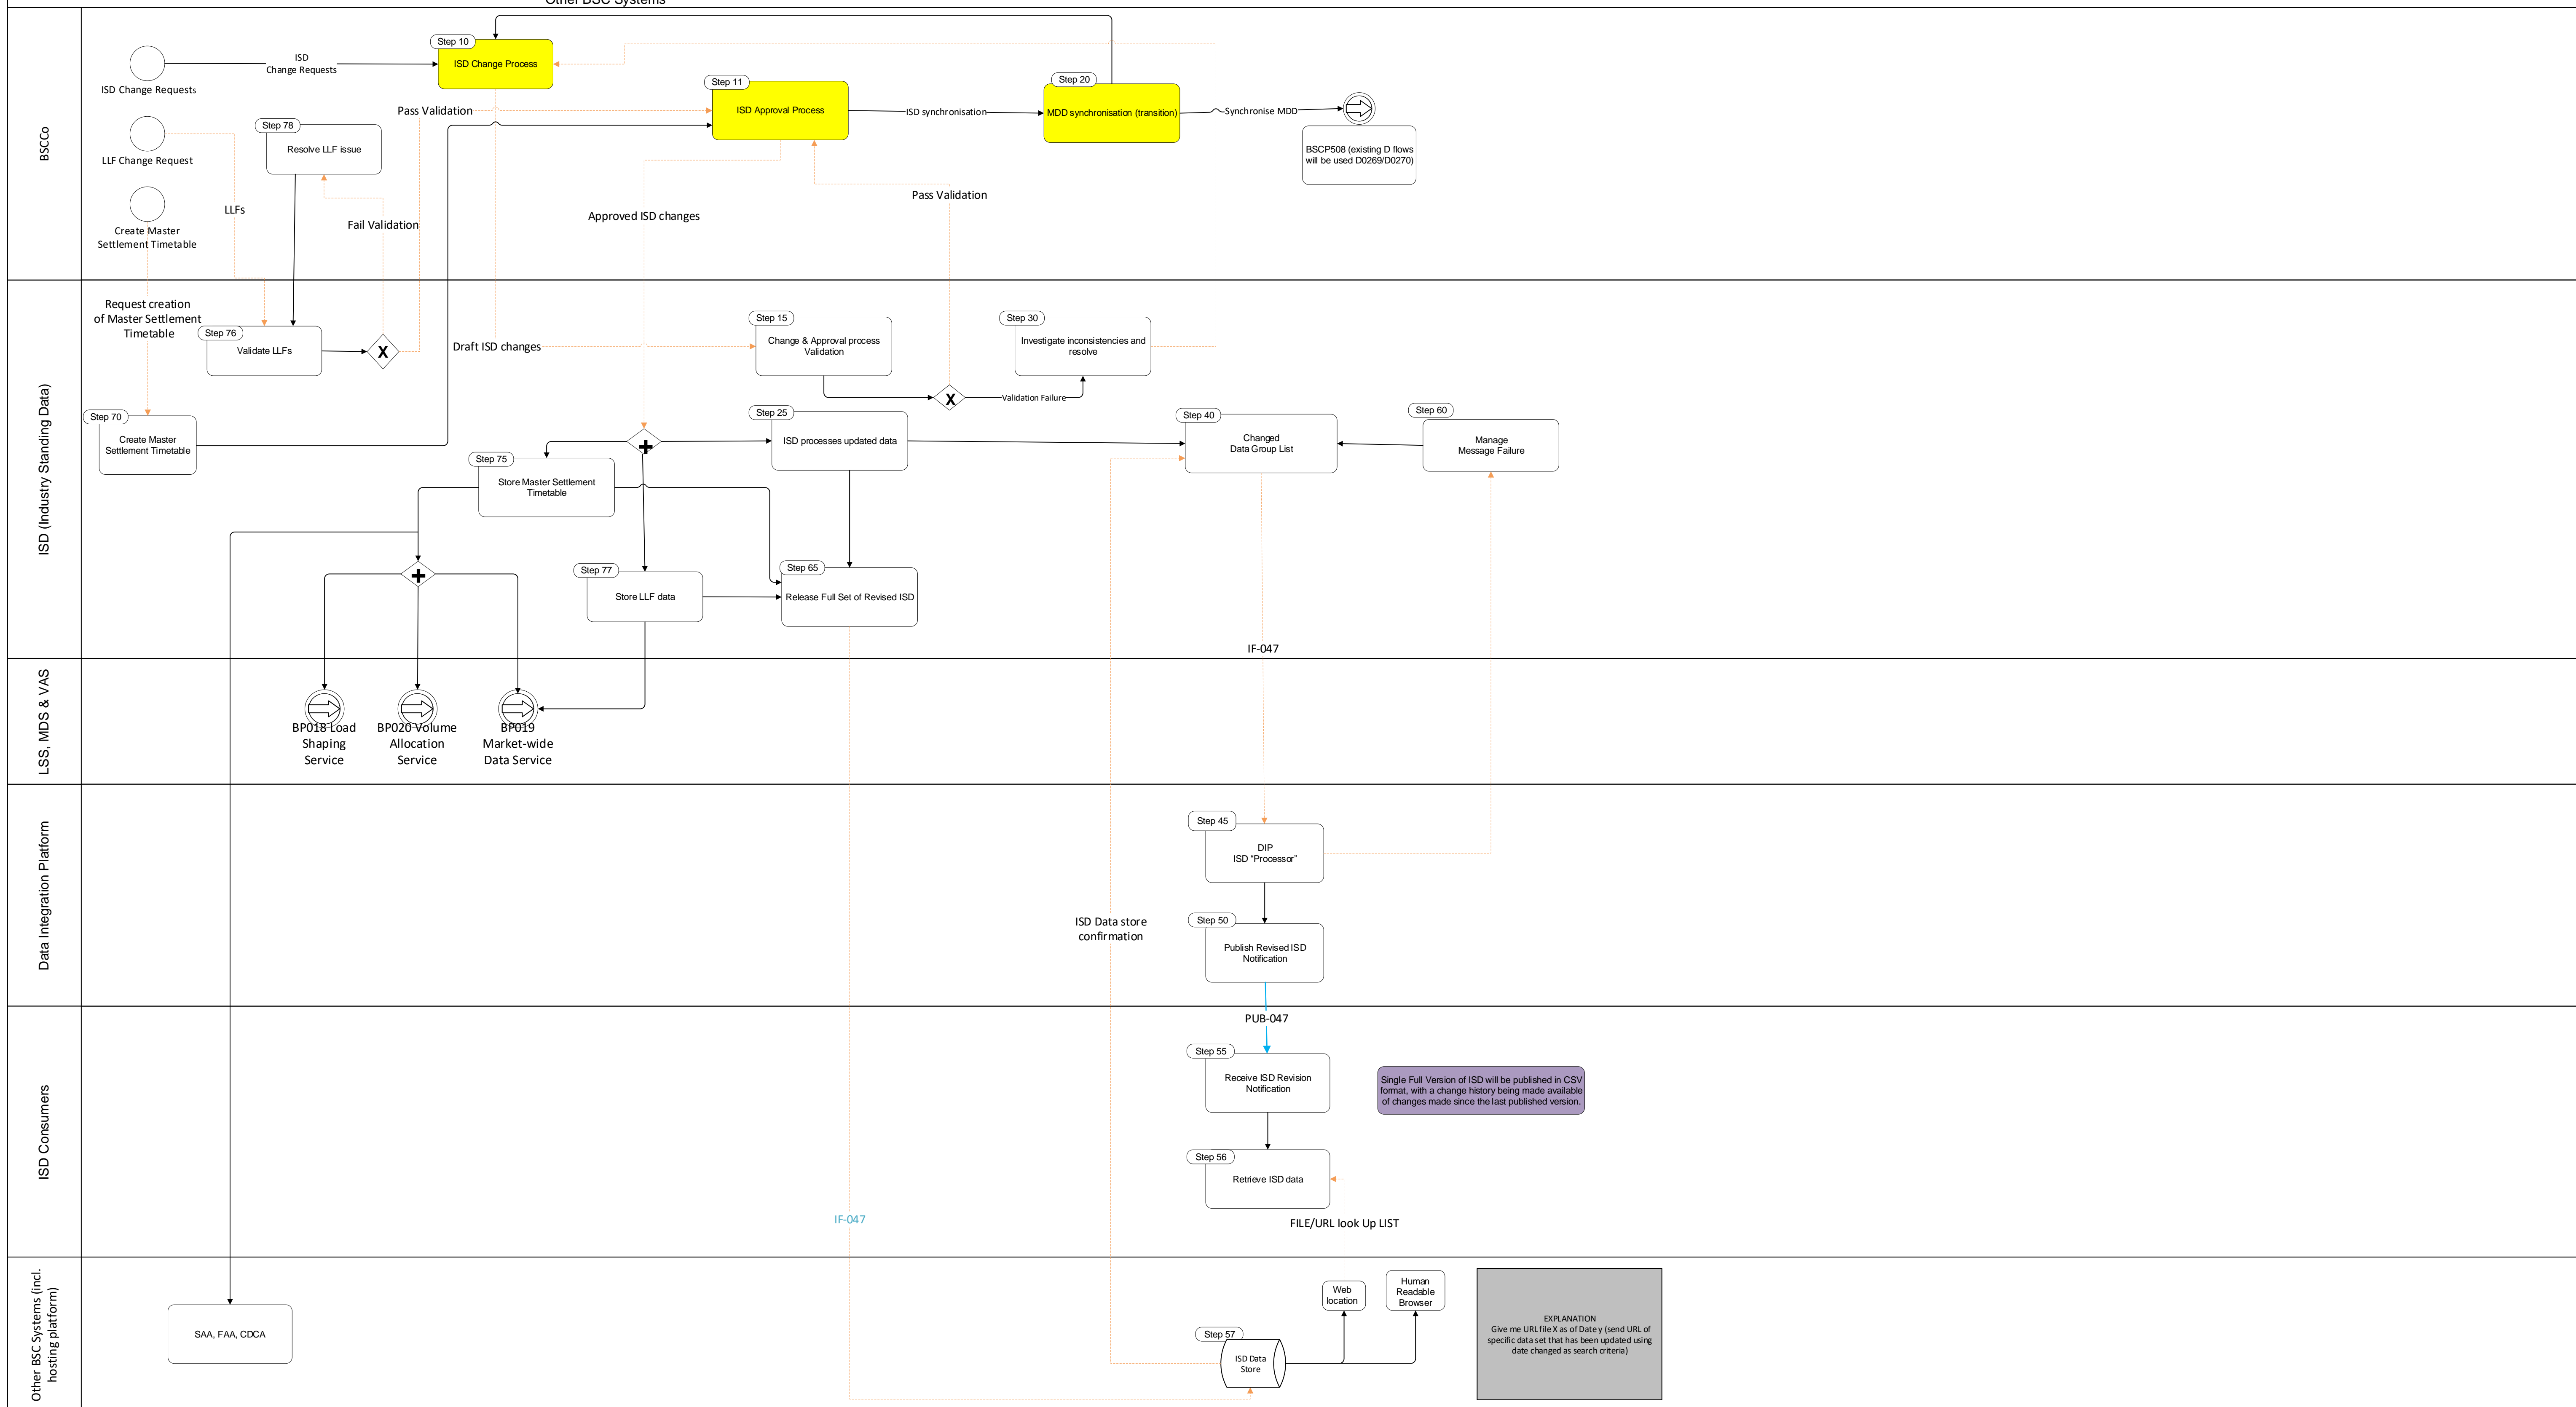 Other BSC Systems
BSCCo
ISD Change Requests
ISD
Change Requests
Step 10
ISD Change Process
Step 11
ISD Approval Process
ISD synchronisation
Step 20
MDD synchronisation (transition)
Synchronise MDD
BSCP508 (existing D flows
will be used D0269/D0270)
Pass Validation
LLF Change Request
Step 78
Resolve LLF issue
LLFs
Fail Validation
Create Master
Settlement Timetable
Approved ISD changes
Pass Validation
ISD (Industry Standing Data)
Request creation
of Master Settlement
Timetable
Step 76
Validate LLFs
X
Draft ISD changes
Step 15
Change & Approval process
Validation
X
Validation Failure
Step 30
Investigate inconsistencies and
resolve
Step 70
Create Master
Settlement Timetable
Step 25
ISD processes updated data
Step 40
Changed
Data Group List
Step 60
Manage
Message Failure
Step 75
Store Master Settlement
Timetable
Step 77
Store LLF data
Step 65
Release Full Set of Revised ISD
IF-047
LSS, MDS & VAS
BP018 Load
Shaping
Service
BP020 Volume
Allocation
Service
BP019
Market-wide
Data Service
Data Integration Platform
Step 45
DIP
ISD “Processor”
ISD Data store
confirmation
Step 50
Publish Revised ISD
Notification
ISD Consumers
PUB-047
Step 55
Receive ISD Revision
Notification
Single Full Version of ISD will be published in CSV
format, with a change history being made available
of changes made since the last published version.
Step 56
Retrieve ISD data
IF-047
FILE/URL look Up LIST
Other BSC Systems (incl.
hosting platform)
SAA, FAA, CDCA
Step 57
ISD Data
Store
Web
location
Human
Readable
Browser
EXPLANATION
Give me URL file X as of Date y (send URL of
specific data set that has been updated using
date changed as search criteria)